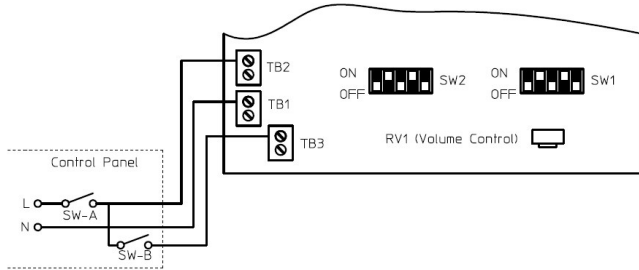 TB2
ON
OFF
SW2
ON
OFF
SW1
TB1
TB3
RV1 (Volume Control)
Control Panel
L
SW-A
N
SW-B